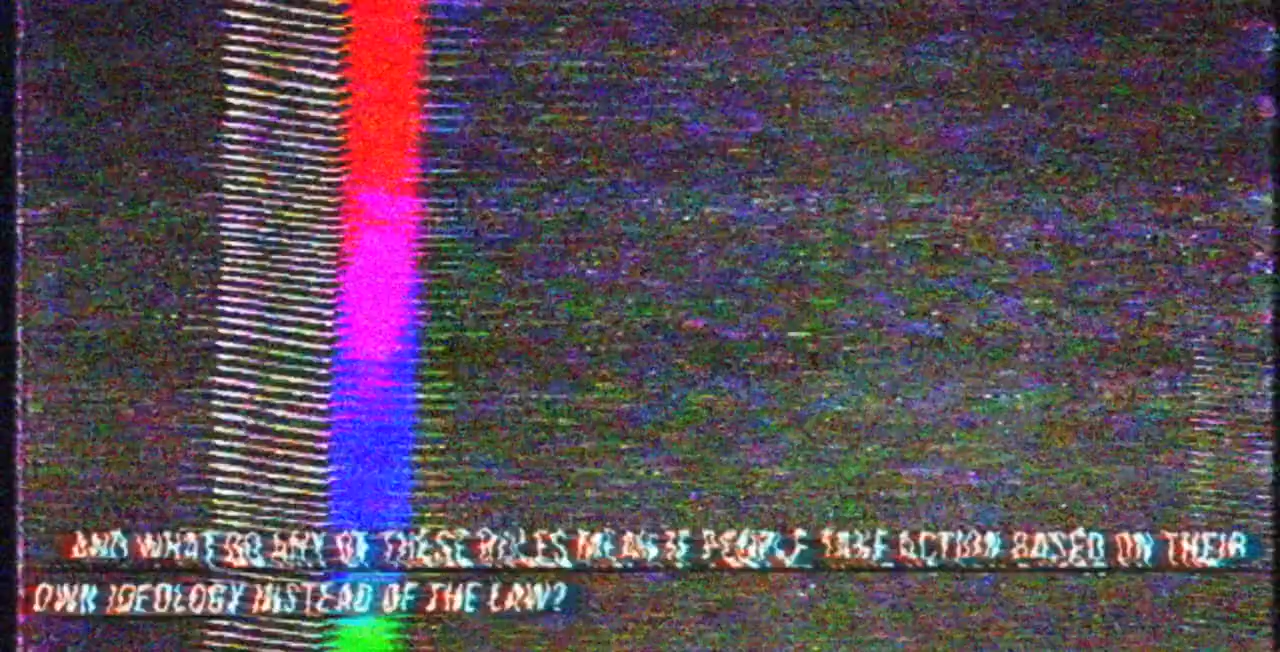 AND WHAT DO ANY OF THESE RULES MEAN IF PEOPLE TAKE ACTION BASED ON THEIR
OWN IDEOLOGY INSTEAD OF THE LAW?